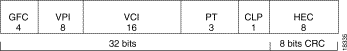 GFC VPI VCI PT CLP HEC
4 8 16 3 1 8
32 bits 8 bits CRC
18335